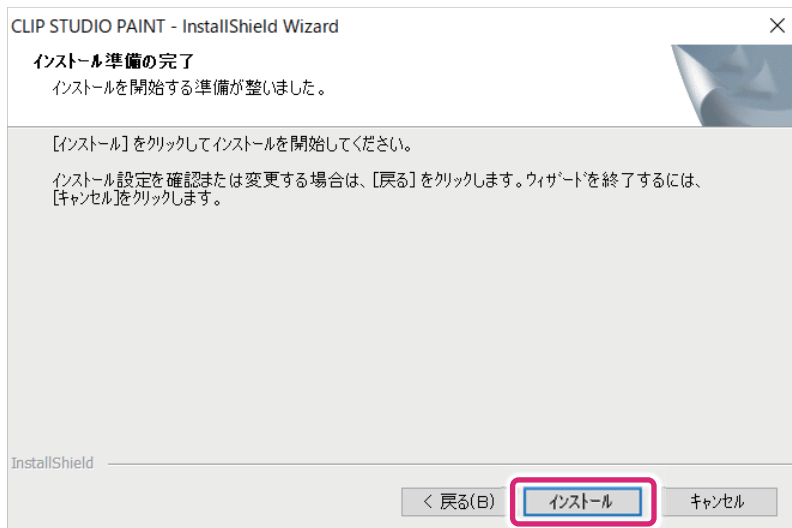 CLIP STUDIO PAINT - InstallShield Wizard
インストール準備の完了
インストールを開始する準備が整いました。
[インストール] をクリックしてインストールを開始してください。
インストール設定を確認または変更する場合は、[戻る] をクリックします。ウィザードを終了するには、
[キャンセル]をクリックします。
InstallShield
< 戻る(B)
インストール
キャンセル